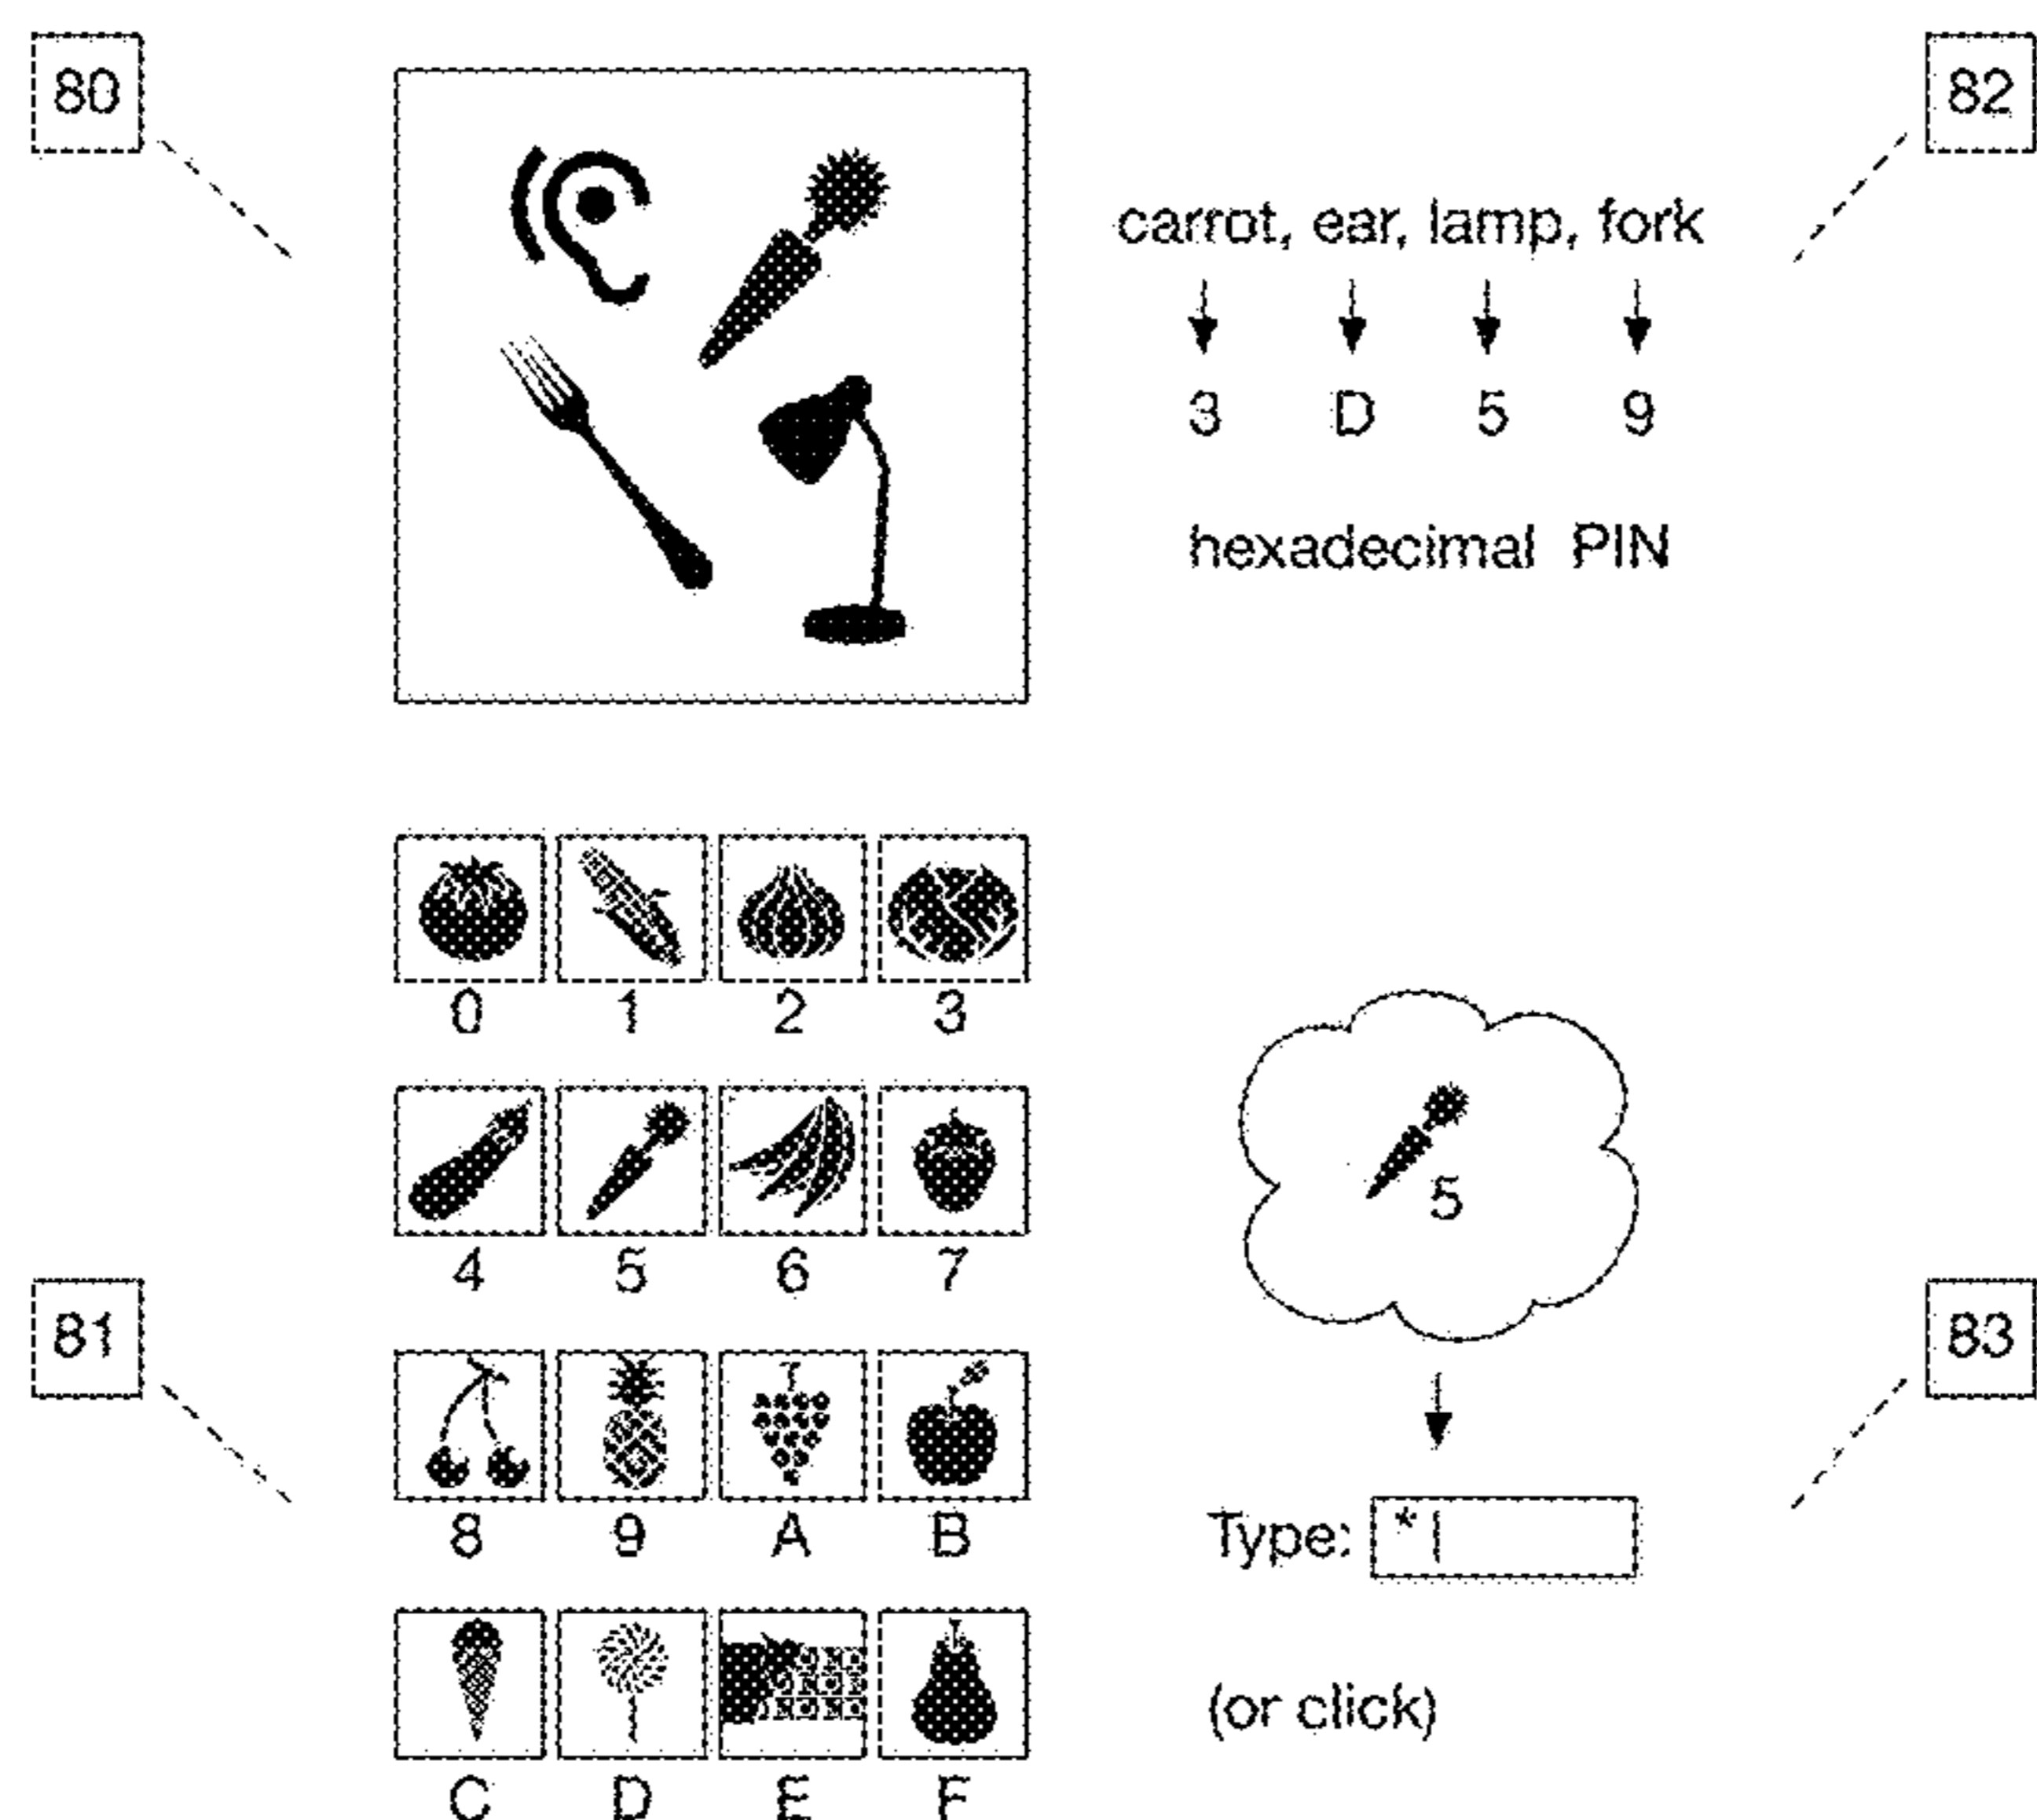 80
82
carrot, ear, lamp, fork
3 D 5 9
hexadecimal PIN
0 1 2 3
5
4 5 6 7
81
83
8 9 A B
Type: *|
(or click)
C D E F